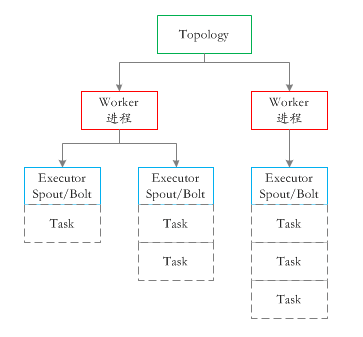 Topology
Worker
进程
Worker
进程
Executor
Spout/Bolt
Task
Executor
Spout/Bolt
Task
Task
Executor
Spout/Bolt
Task
Task
Task